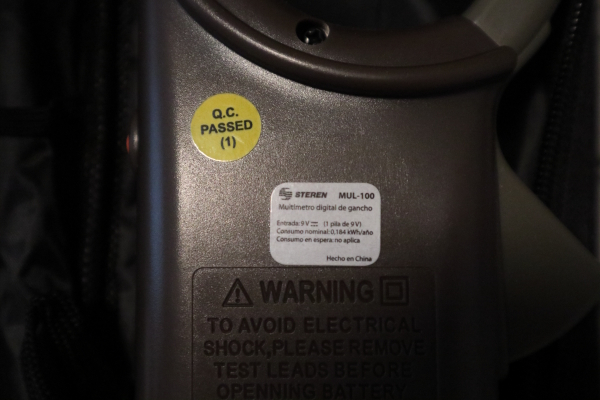 Q.C.
PASSED
(1)
STEREN MUL-100
Multímetro digital de gancho
Entrada: 9 V ⎓ (1 pila de 9 V)
Consumo nominal: 0,184 kWh/año
Consumo en espera: no aplica
Hecho en China
WARNING
TO AVOID ELECTRICAL
SHOCK,PLEASE REMOVE
TEST LEADS BEFORE
OPENNING BATTERY